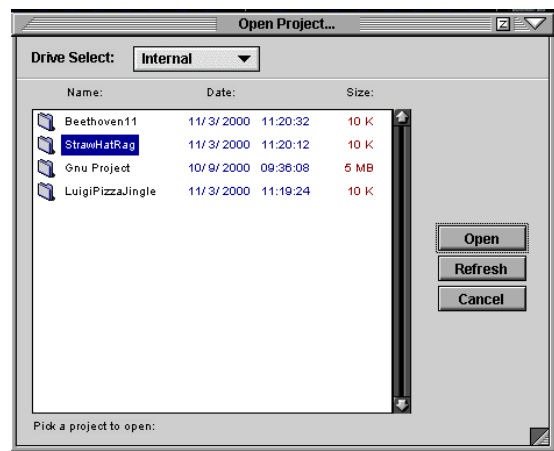 Open Project...
Z
Drive Select: Internal
Name: Date: Size:
Beethoven11 11/3/2000 11:20:32 10 K
StrawHatRag 11/3/2000 11:20:12 10 K
Gnu Project 10/9/2000 09:36:08 5 MB
LuigiPizzaJingle 11/3/2000 11:19:24 10 K
Open
Refresh
Cancel
Pick a project to open: